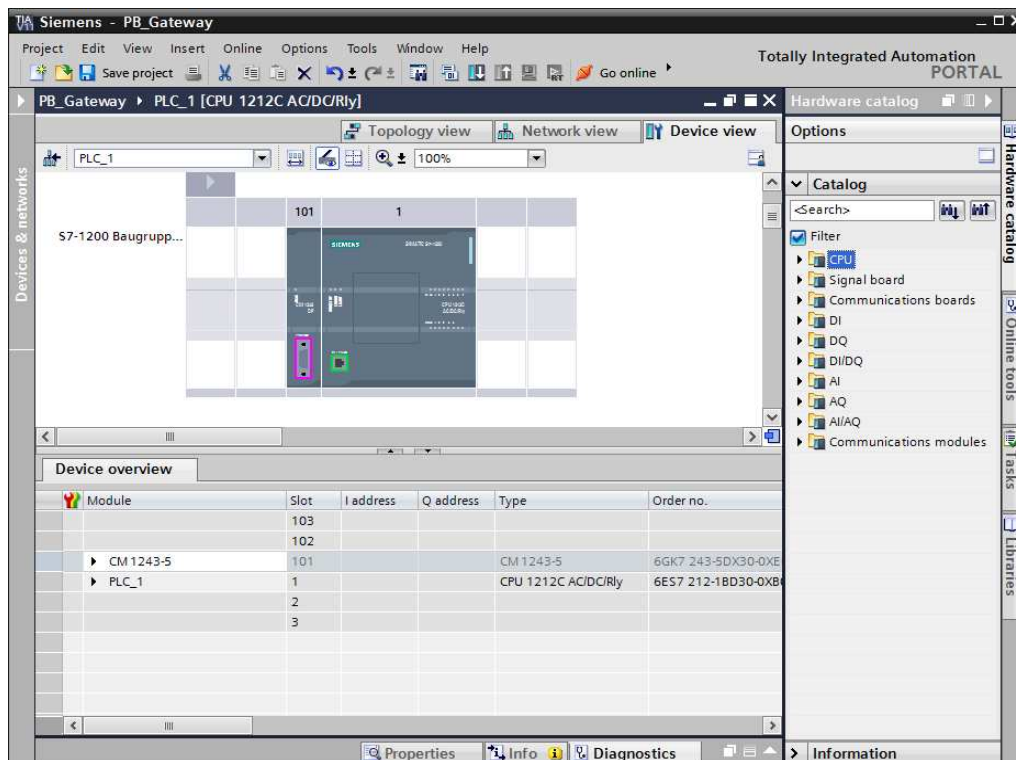 Siemens - PB_Gateway
Project Edit View Insert Online Options Tools Window Help
Save project
Go online
Totally Integrated Automation
PORTAL
PB_Gateway PLC_1 [CPU 1212C AC/DC/Rly]
Hardware catalog
Topology view
Network view
Device view
Options
PLC_1
100%
Catalog
<Search>
Filter
CPU
Signal board
Communications boards
DI
DQ
DI/DQ
AI
AQ
AI/AQ
Communications modules
Devices & networks
101 1
S7-1200 Baugrupp...
SIEMENS
Device overview
Module Slot I address Q address Type Order no.
103
102
CM 1243-5 101 CM 1243-5 6GK7 243-5DX30-0XE
PLC_1 1 CPU 1212C AC/DC/Rly 6ES7 212-1BD30-0XB
2
3
Properties
Info
Diagnostics
Information
Hardware catalog
Online tools
Tasks
Libraries